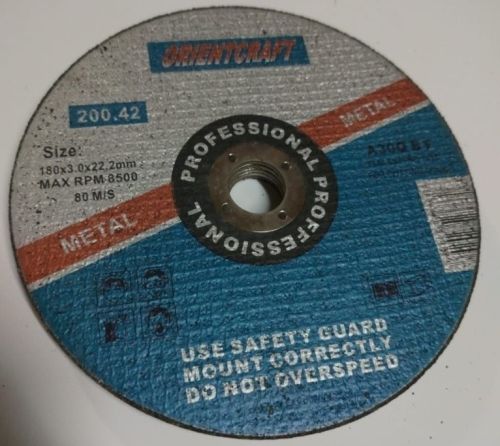 ORIENTCRAFT
200.42
Size:
180x3.0x22,2mm
MAX RPM 8500
80 M/S
METAL
METAL
PROFESSIONAL PROFFESSIONAL
USE SAFETY GUARD
MOUNT CORRECTLY
DO NOT OVERSPEED